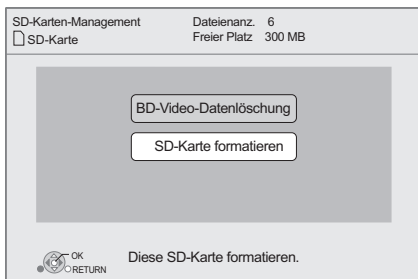 SD-Karten-Management Dateienanz. 6
SD-Karte Freier Platz 300 MB
BD-Video-Datenlöschung
SD-Karte formatieren
OK
RETURN
Diese SD-Karte formatieren.